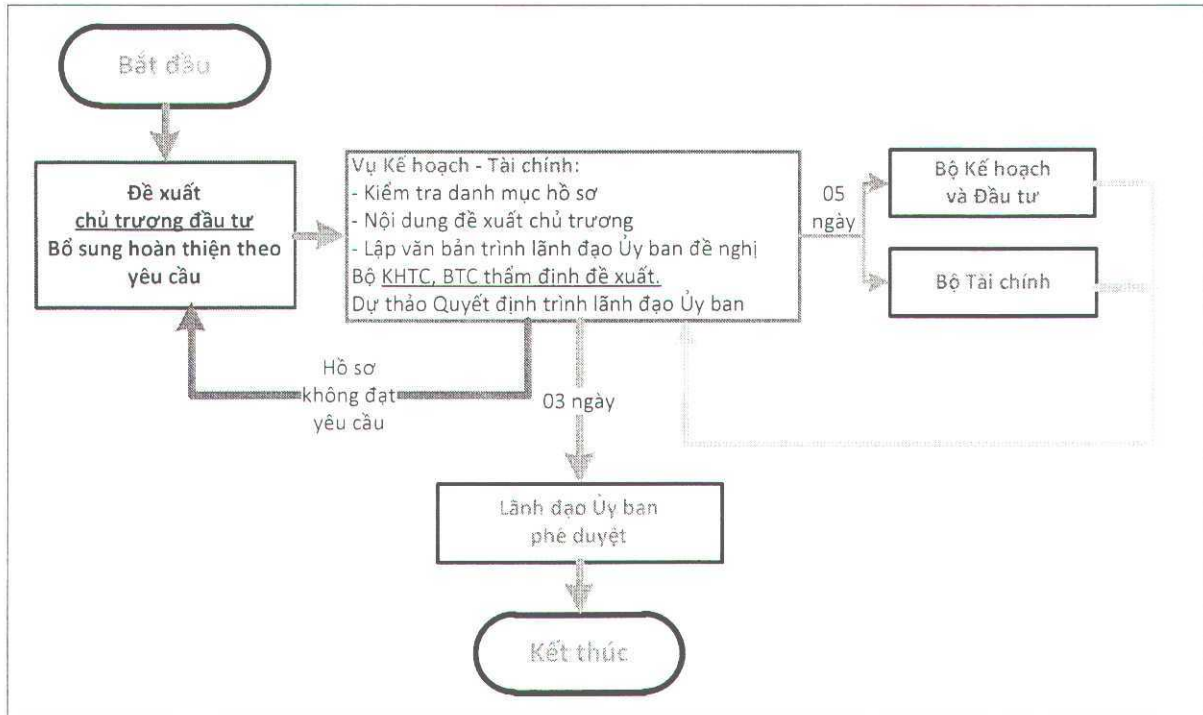 Bắt đầu
Đề xuất
chủ trương đầu tư
Bổ sung hoàn thiện theo
yêu cầu
Vụ Kế hoạch - Tài chính:
- Kiểm tra danh mục hồ sơ
- Nội dung đề xuất chủ trương
- Lập văn bản trình lãnh đạo Ủy ban đề nghị
Bộ KHTC, BTC thẩm định đề xuất.
Dự thảo Quyết định trình lãnh đạo Ủy ban
05
ngày
Bộ Kế hoạch
và Đầu tư
Bộ Tài chính
Hồ sơ
không đạt
yêu cầu
03 ngày
Lãnh đạo Ủy ban
phê duyệt
Kết thúc